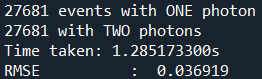 27681 events with ONE photon
27681 with TWO photons
Time taken: 1.285173300s
RMSE        :  0.036919